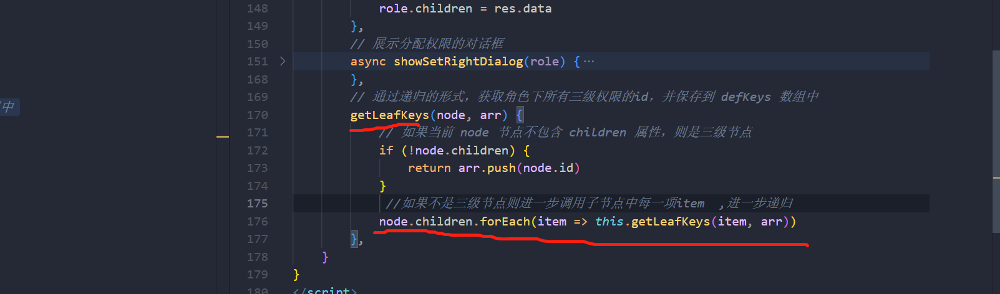 148 role.children = res.data
149 },
150 // 展示分配权限的对话框
151 async showSetRightDialog(role) {…
168 },
169 // 通过递归的形式，获取角色下所有三级权限的id，并保存到 defKeys 数组中
中
170 getLeafKeys(node, arr) {
171 // 如果当前 node 节点不包含 children 属性，则是三级节点
172 if (!node.children) {
173 return arr.push(node.id)
174 }
175 //如果不是三级节点则进一步调用子节点中每一项item ,进一步递归
176 node.children.forEach(item => this.getLeafKeys(item, arr))
177 },
178 }
179 }
180 </script>